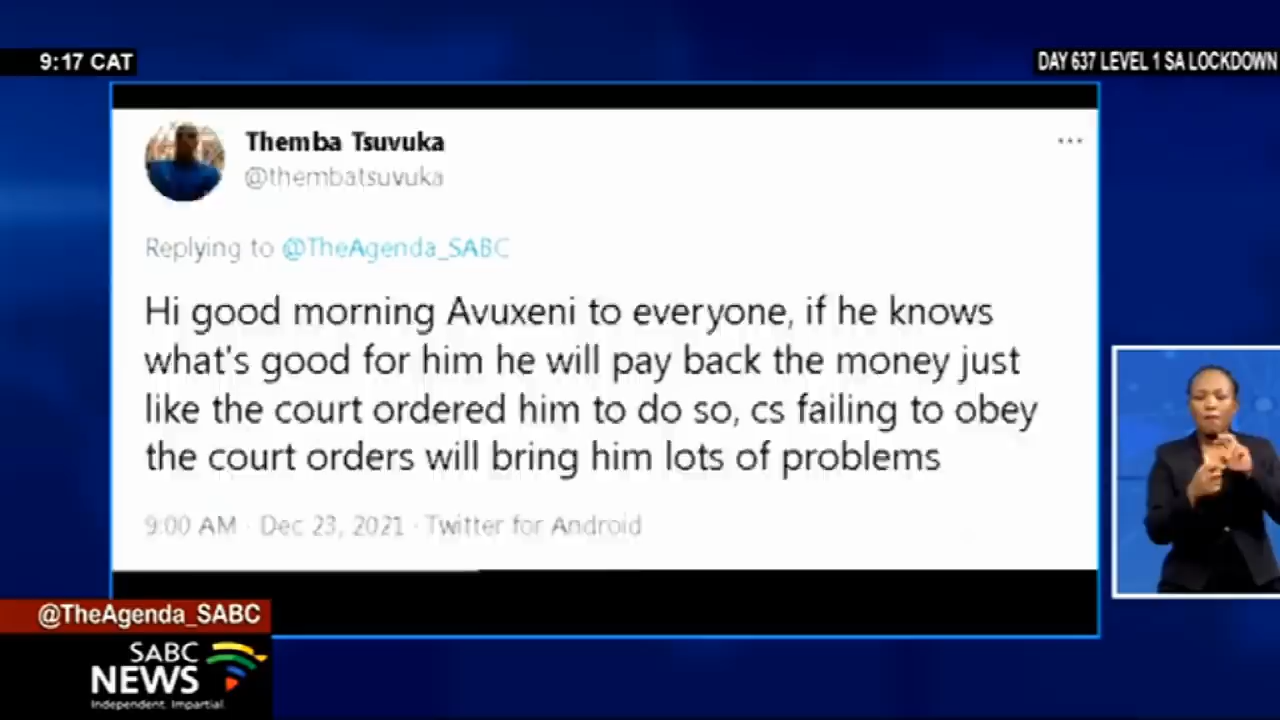 9:17 CAT
DAY 637 LEVEL 1 SA LOCKDOWN
Themba Tsuvuka
@thembatsuvuka
Replying to @TheAgenda_SABC
Hi good morning Avuxeni to everyone, if he knows
what's good for him he will pay back the money just
like the court ordered him to do so, cs failing to obey
the court orders will bring him lots of problems
9:00 AM · Dec 23, 2021 · Twitter for Android
@TheAgenda_SABC
SABC
NEWS
Independent. Impartial.